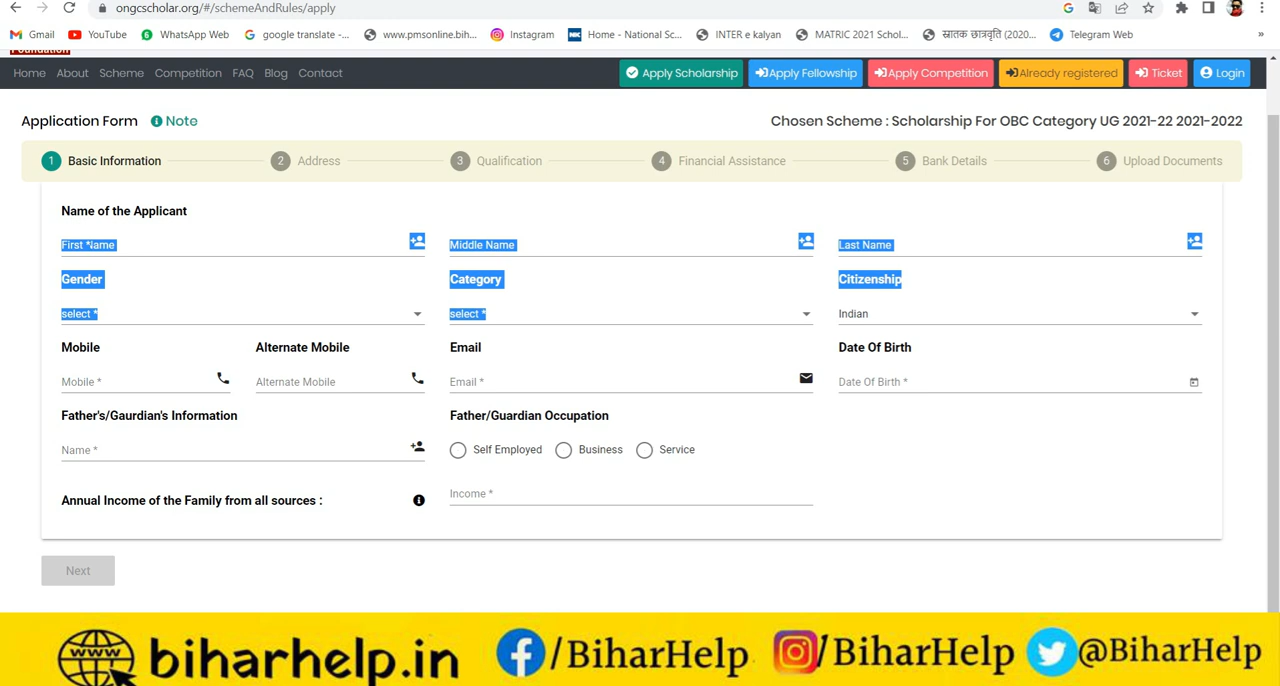 ongcscholar.org/#/schemeAndRules/apply
Gmail YouTube WhatsApp Web google translate -... www.pmsonline.bih... Instagram Home - National Sc... INTER e kalyan MATRIC 2021 Schol... स्नातक छात्रवृति (2020... Telegram Web »
Foundation
Home About Scheme Competition FAQ Blog Contact Apply Scholarship Apply Fellowship Apply Competition Already registered Ticket Login
Application Form Note Chosen Scheme : Scholarship For OBC Category UG 2021-22 2021-2022
1 Basic Information 2 Address 3 Qualification 4 Financial Assistance 5 Bank Details 6 Upload Documents
Name of the Applicant
First Name Middle Name Last Name
Gender Category Citizenship
select * select * Indian
Mobile Alternate Mobile Email Date Of Birth
Mobile * Alternate Mobile Email * Date Of Birth *
Father's/Gaurdian's Information Father/Guardian Occupation
Name * Self Employed Business Service
Annual Income of the Family from all sources : Income *
Next
www biharhelp.in /BiharHelp /BiharHelp @BiharHelp